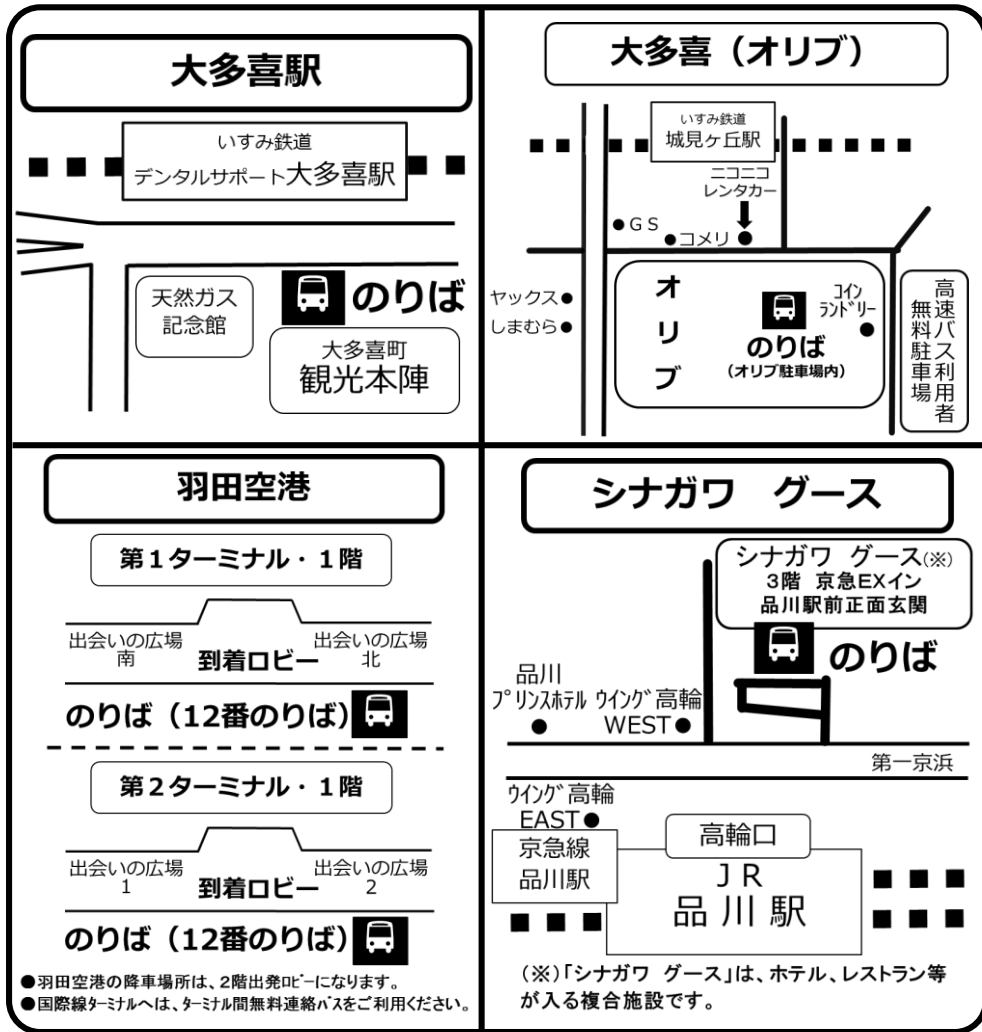 大多喜駅
いすみ鉄道
デンタルサポート大多喜駅
天然ガス
記念館
のりば
大多喜町
観光本陣
大多喜（オリブ）
いすみ鉄道
城見ヶ丘駅
ニコニコ
レンタカー
●ＧＳ
●コメリ
ヤックス●
しまむら●
オリブ
のりば
(オリブ駐車場内)
ｺｲﾝ
ﾗﾝﾄﾞﾘｰ
高速バス利用者
無料駐車場
羽田空港
第１ターミナル・１階
出会いの広場
南
到着ロビー
出会いの広場
北
のりば（12番のりば）
第２ターミナル・１階
出会いの広場
1
到着ロビー
出会いの広場
2
のりば（12番のりば）
●羽田空港の降車場所は、２階出発ﾛﾋﾞｰになります。
●国際線ﾀｰﾐﾅﾙへは、ﾀｰﾐﾅﾙ間無料連絡ﾊﾞｽをご利用ください。
シナガワ　グース
シナガワ グース(※)
3階 京急EXイン
品川駅前正面玄関
のりば
品川
ﾌﾟﾘﾝｽﾎﾃﾙ
ｳｲﾝｸﾞ高輪
WEST●
第一京浜
ｳｲﾝｸﾞ高輪
EAST●
京急線
品川駅
高輪口
ＪＲ
品川駅
(※)「シナガワ グース」は、ホテル、レストラン等
が入る複合施設です。